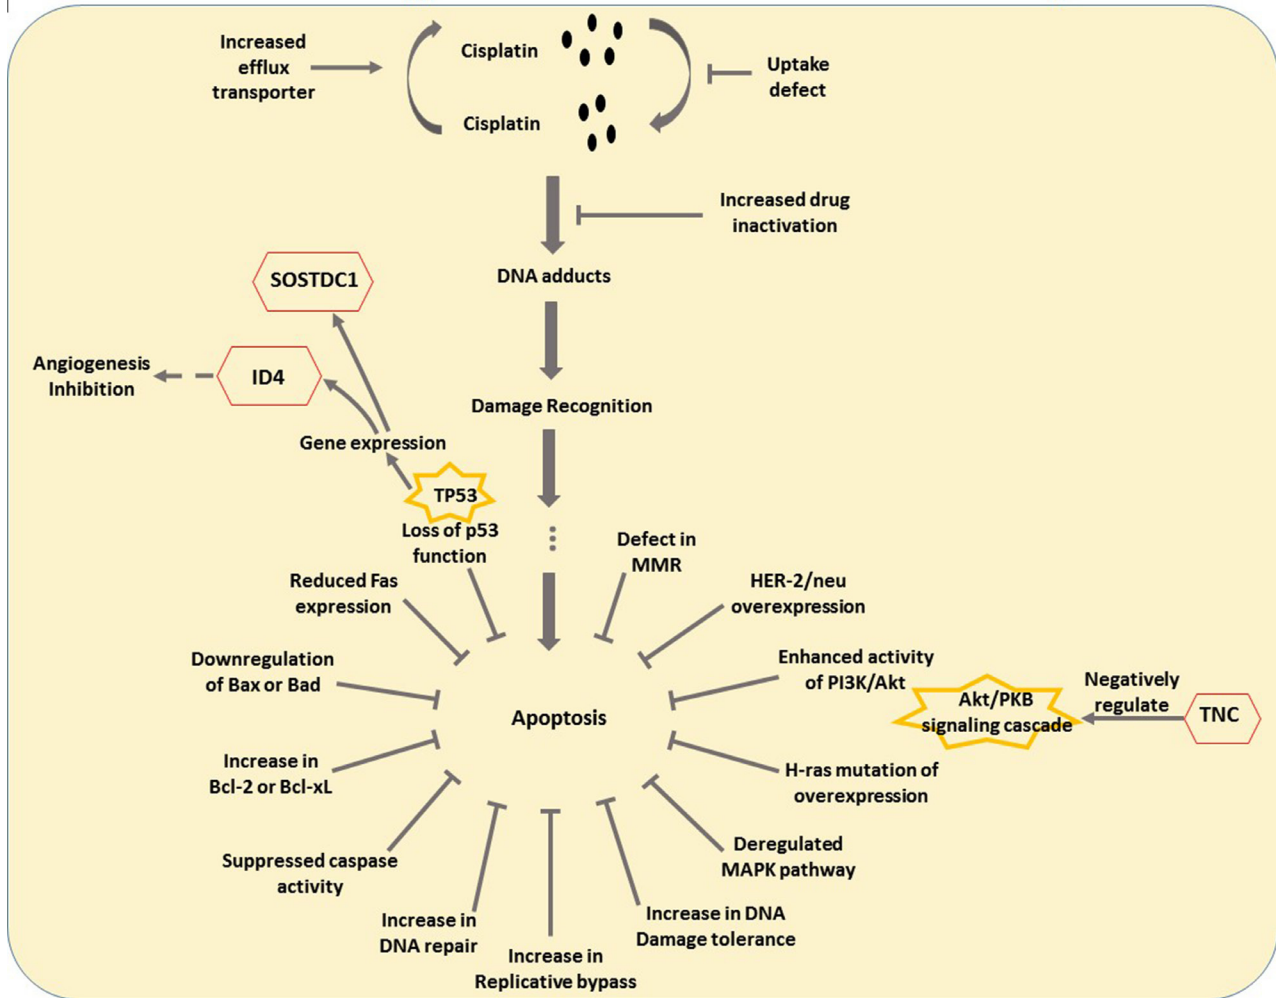 Increased
efflux
transporter
Cisplatin
Cisplatin
Uptake
defect
Increased drug
inactivation
DNA adducts
SOSTDC1
Angiogenesis
Inhibition
ID4
Damage Recognition
Gene expression
TP53
Loss of p53
function
Defect in
MMR
Reduced Fas
expression
HER-2/neu
overexpression
Downregulation
of Bax or Bad
Enhanced activity
of PI3K/Akt
Akt/PKB
signaling cascade
Negatively
regulate
TNC
Apoptosis
Increase in
Bcl-2 or Bcl-xL
H-ras mutation of
overexpression
Suppressed caspase
activity
Deregulated
MAPK pathway
Increase in
DNA repair
Increase in DNA
Damage tolerance
Increase in
Replicative bypass